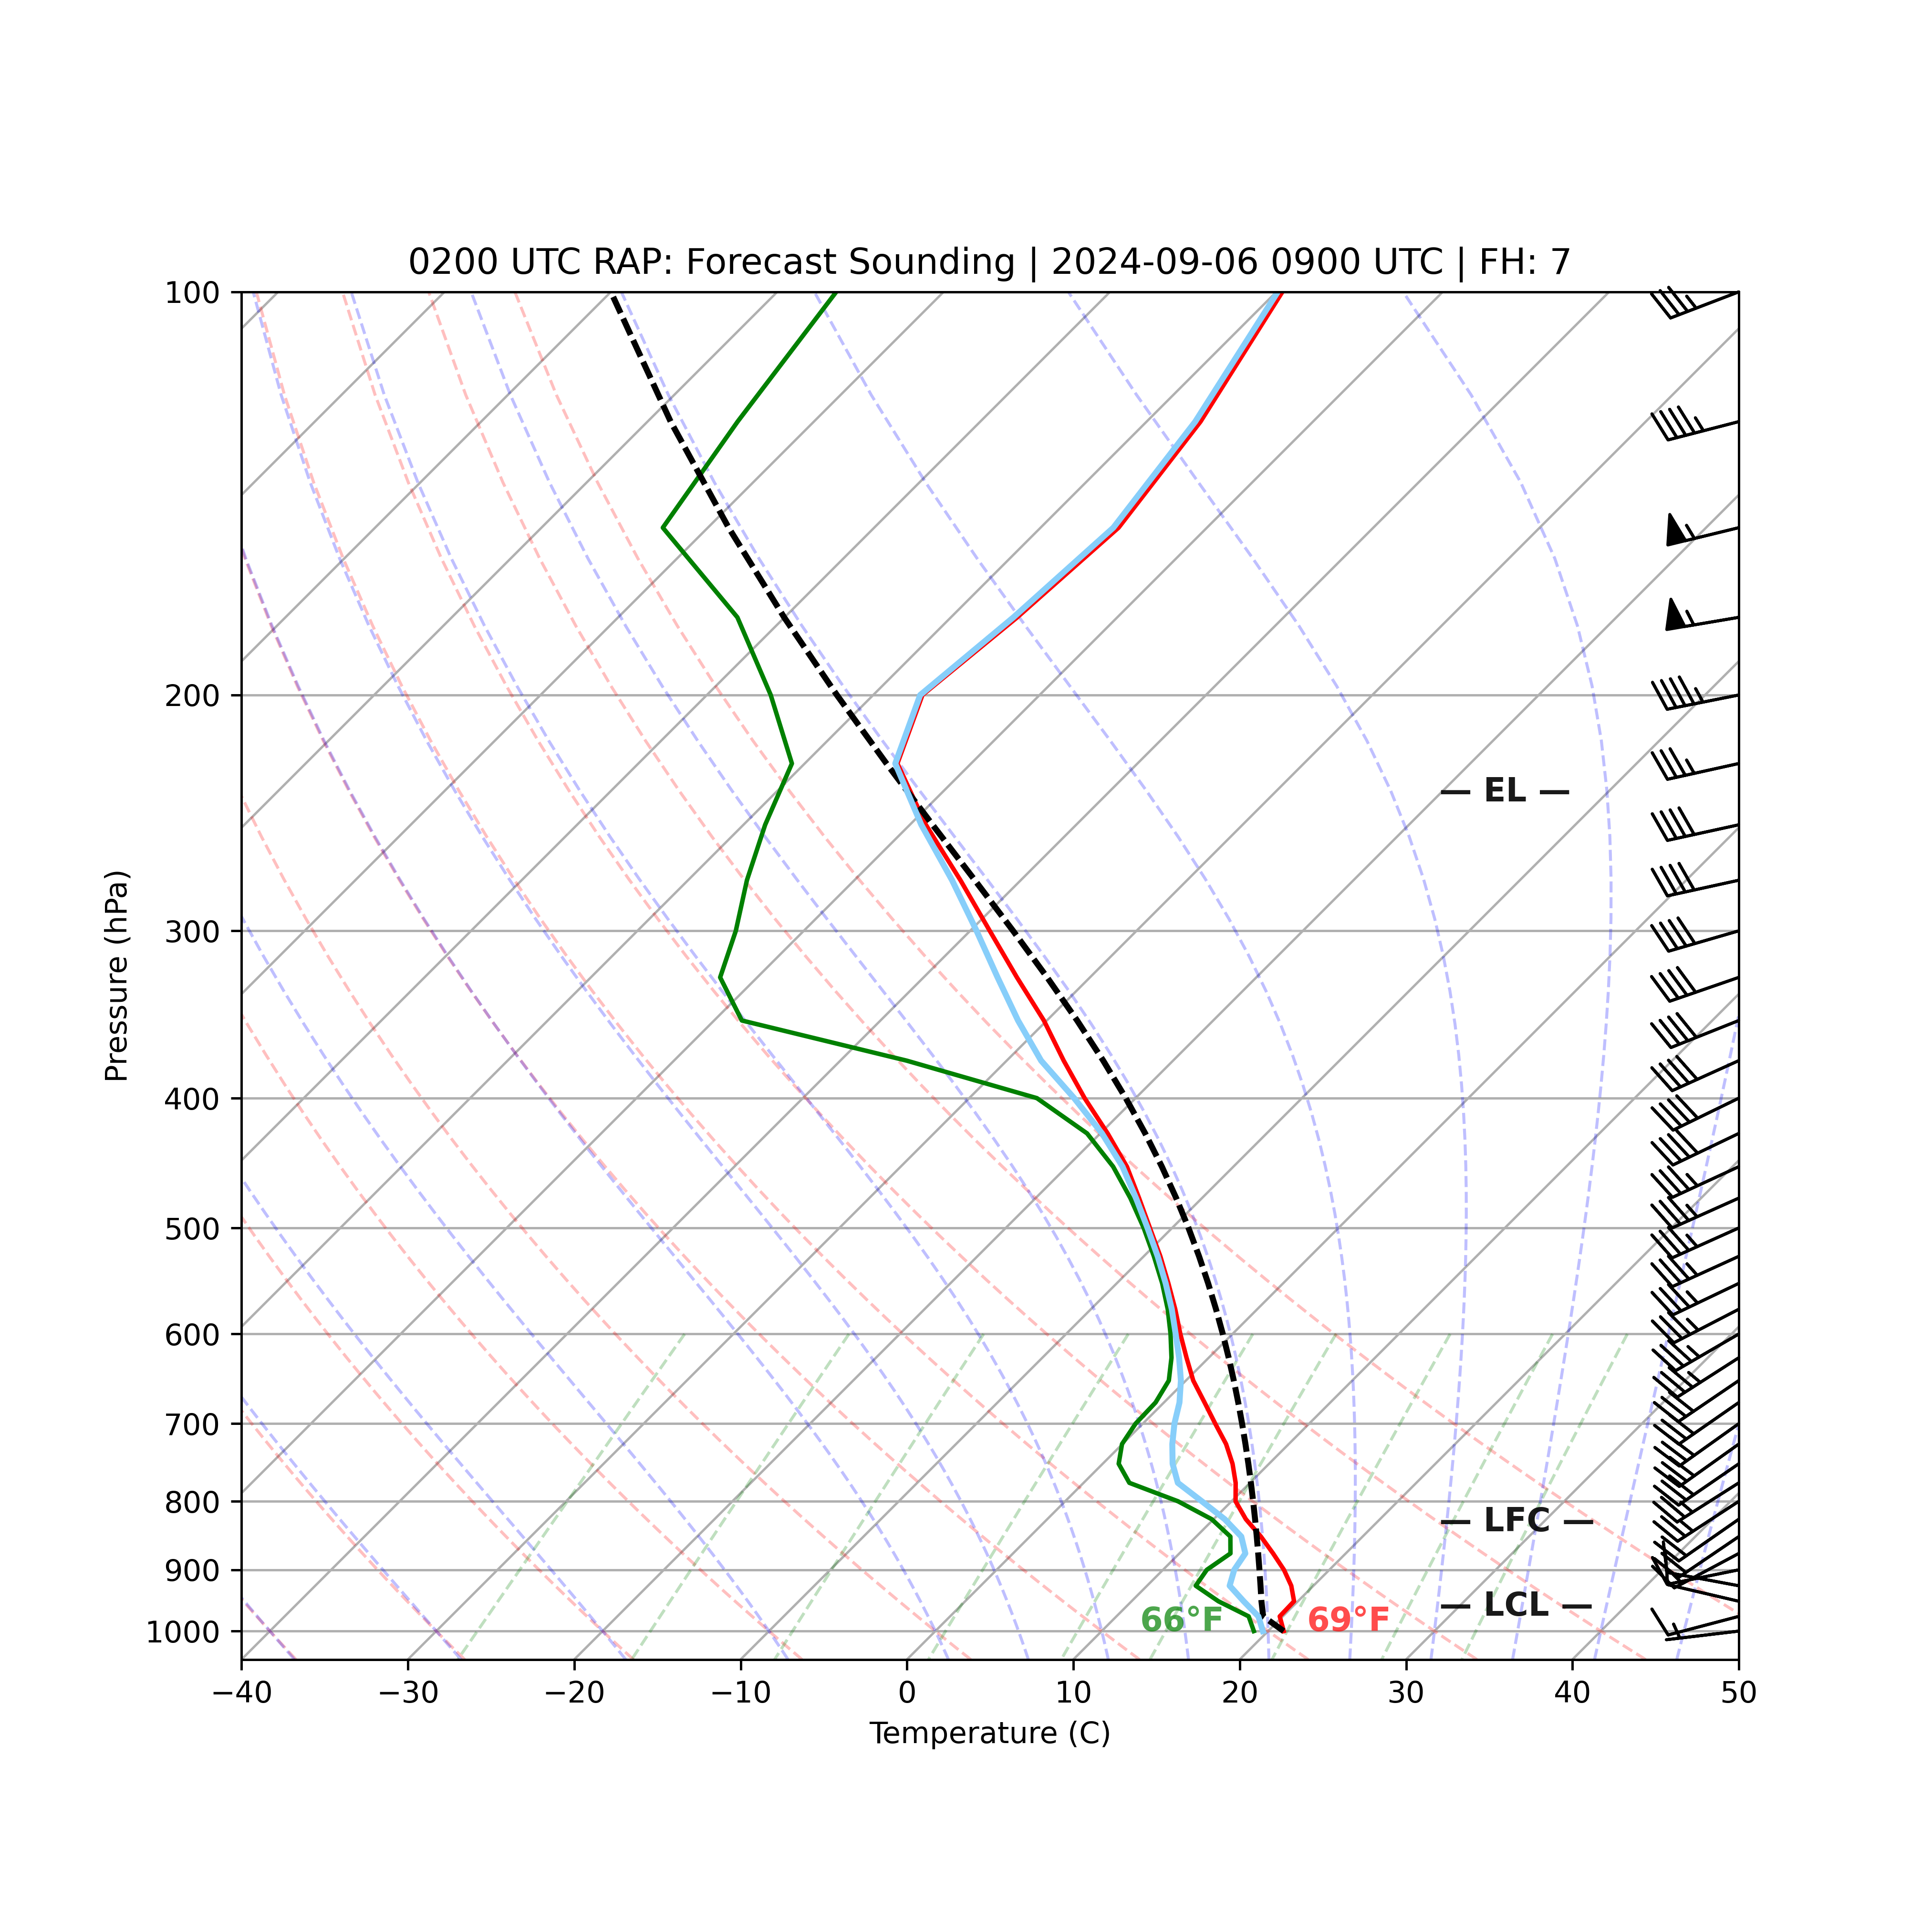 0200 UTC RAP: Forecast Sounding | 2024-09-06 0900 UTC | FH: 7
100
200
— EL —
300
Pressure (hPa)
400
500
600
700
800
— LFC —
900
— LCL —
66°F 69°F
1000
−40 −30 −20 −10 0 10 20 30 40 50
Temperature (C)